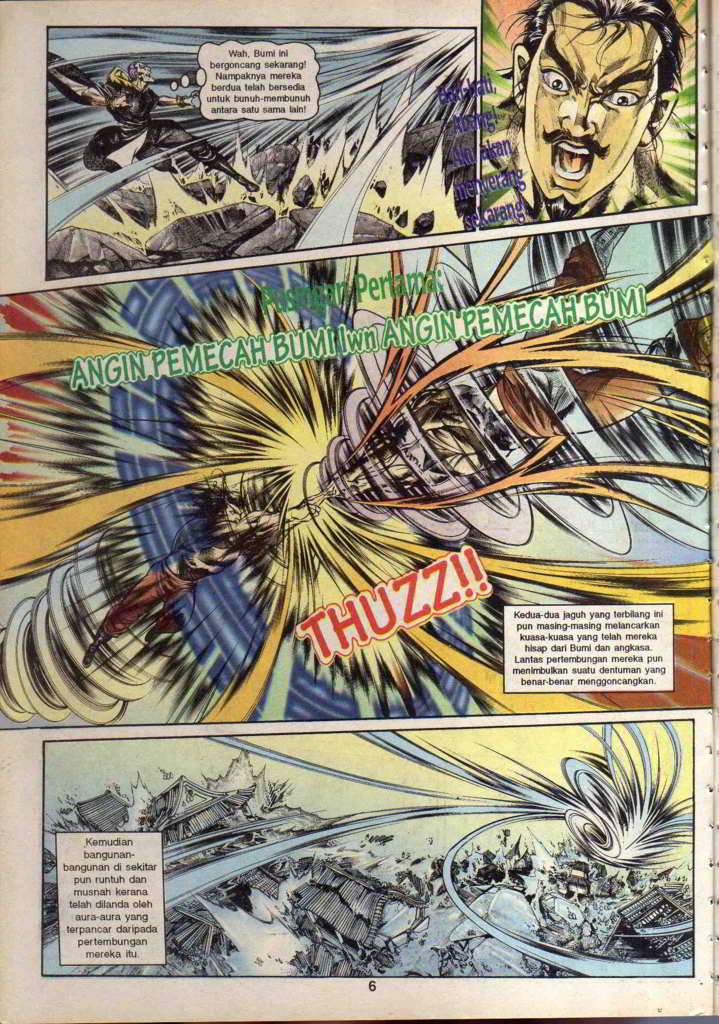 Wah, Bumi ini
bergoncang sekarang!
Nampaknya mereka
berdua telah bersedia
untuk bunuh-membunuh
antara satu sama lain!
Hati-hati,
Abang!
Aku akan
menyerang
sekarang!
Pusingan Pertama:
ANGIN PEMECAH BUMI lwn ANGIN PEMECAH BUMI
THUZZ!!
Kedua-dua jaguh yang terbilang ini
pun masing-masing melancarkan
kuasa-kuasa yang telah mereka
hisap dari Bumi dan angkasa.
Lantas pertembungan mereka pun
menimbulkan suatu dentuman yang
benar-benar menggoncangkan.
Kemudian
bangunan-
bangunan di sekitar
pun runtuh dan
musnah kerana
telah dilanda oleh
aura-aura yang
terpancar daripada
pertembungan
mereka itu.
6